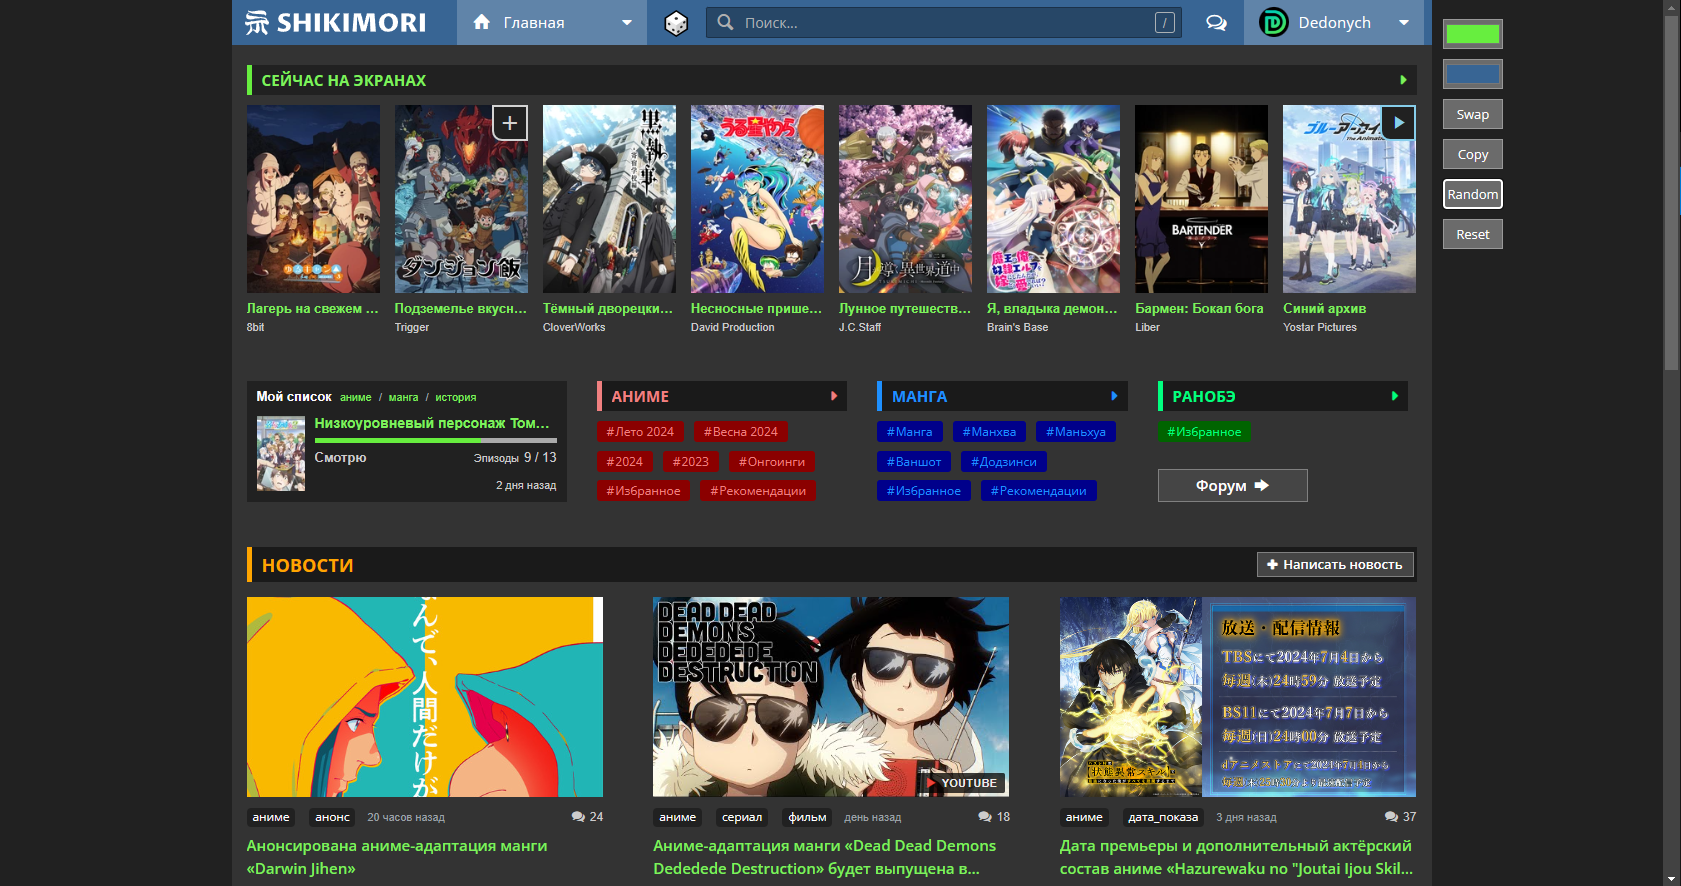 SHIKIMORI
Главная
Поиск...
/
Dedonych
СЕЙЧАС НА ЭКРАНАХ
Swap
Copy
Random
Reset
ダンジョン飯
黒執事
うる星やつら
月が導く異世界道中
BARTENDER
ブルーアーカイブ
The Animation
Лагерь на свежем ...
Подземелье вкусн...
Тёмный дворецки...
Несносные прише...
Лунное путешеств...
Я, владыка демон...
Бармен: Бокал бога
Синий архив
8bit
Trigger
CloverWorks
David Production
J.C.Staff
Brain's Base
Liber
Yostar Pictures
Мой список аниме / манга / история
Низкоуровневый персонаж Том...
Смотрю
Эпизоды 9 / 13
2 дня назад
АНИМЕ
#Лето 2024 #Весна 2024
#2024 #2023 #Онгоинги
#Избранное #Рекомендации
МАНГА
#Манга #Манхва #Маньхуа
#Ваншот #Додзинси
#Избранное #Рекомендации
РАНОБЭ
#Избранное
Форум
НОВОСТИ
Написать новость
んで、人間だけが
DEAD DEAD
DEMONS
DEDEDEDE
DESTRUCTION
YOUTUBE
放送・配信情報
TBSにて2024年7月4日から
毎週(木)24時59分 放送予定
BS11にて2024年7月7日から
毎週(日)24時00分 放送予定
【状態異常スキル】
аниме анонс 20 часов назад 24
аниме сериал фильм день назад 18
аниме дата_показа 3 дня назад 37
Анонсирована аниме-адаптация манги
«Darwin Jihen»
Аниме-адаптация манги «Dead Dead Demons
Dededede Destruction» будет выпущена в...
Дата премьеры и дополнительный актёрский
состав аниме «Hazurewaku no "Joutai Ijou Skil...